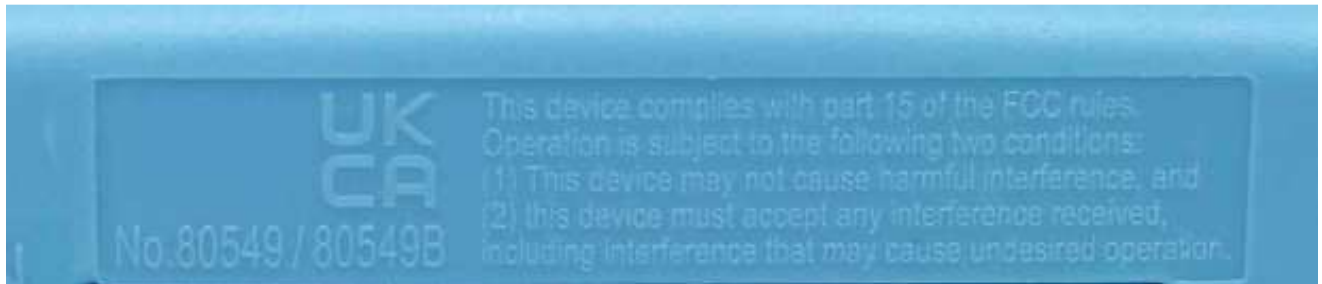 UK
CA
No.80549 / 80549B
This device complies with part 15 of the FCC rules.
Operation is subject to the following two conditions:
(1) This device may not cause harmful interference, and
(2) this device must accept any interference received,
including interference that may cause undesired operation.